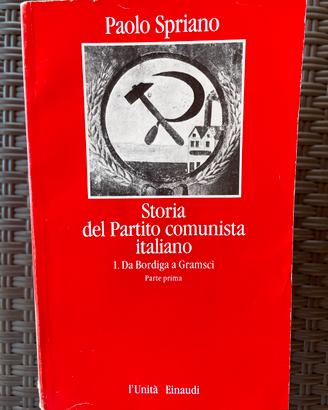 Paolo Spriano
Storia
del Partito comunista
italiano
1. Da Bordiga a Gramsci
Parte prima
l'Unità Einaudi